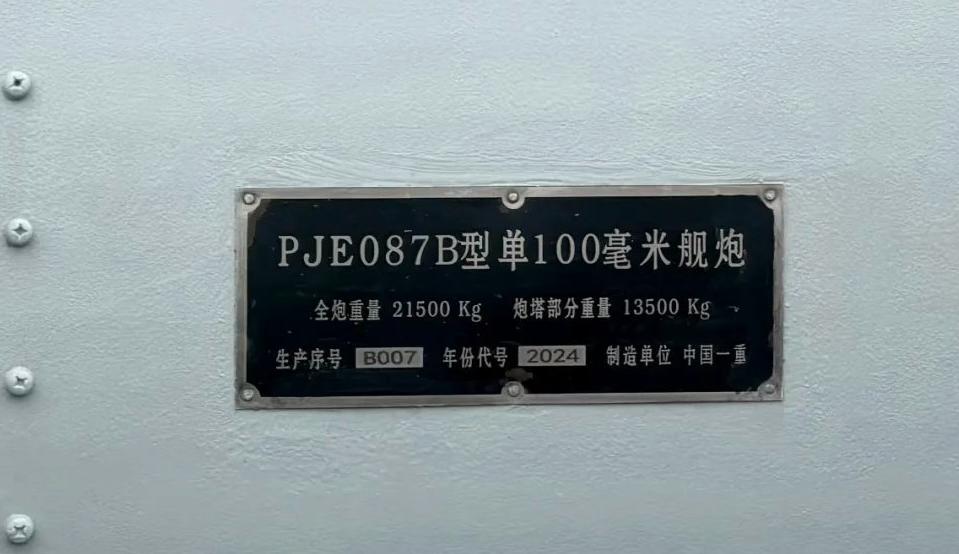 PJE087B型单100毫米舰炮
全炮重量 21500 Kg 炮塔部分重量 13500 Kg
生产序号 B007 年份代号 2024 制造单位 中国一重